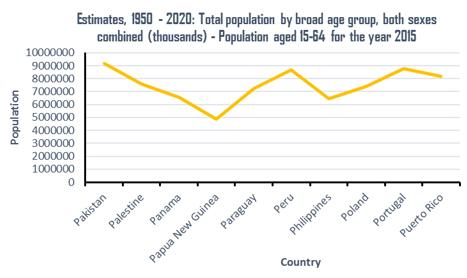 Estimates, 1950 - 2020: Total population by broad age group, both sexes
combined (thousands) - Population aged 15-64 for the year 2015
10000000
9000000
8000000
7000000
6000000
5000000
4000000
3000000
2000000
1000000
0
Population
Pakistan
Palestine
Panama
Papua New Guinea
Paraguay
Peru
Philippines
Poland
Portugal
Puerto Rico
Country